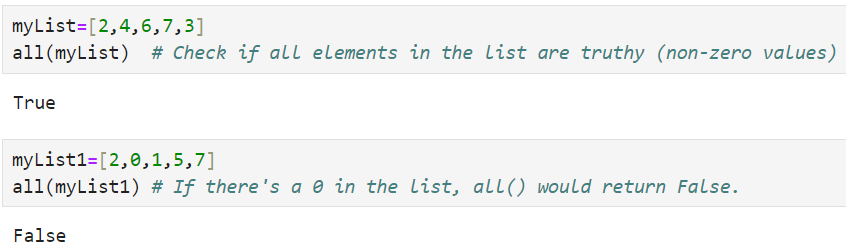 myList=[2,4,6,7,3]
all(myList)  # Check if all elements in the list are truthy (non-zero values)
True
myList1=[2,0,1,5,7]
all(myList1) # If there's a 0 in the list, all() would return False.
False